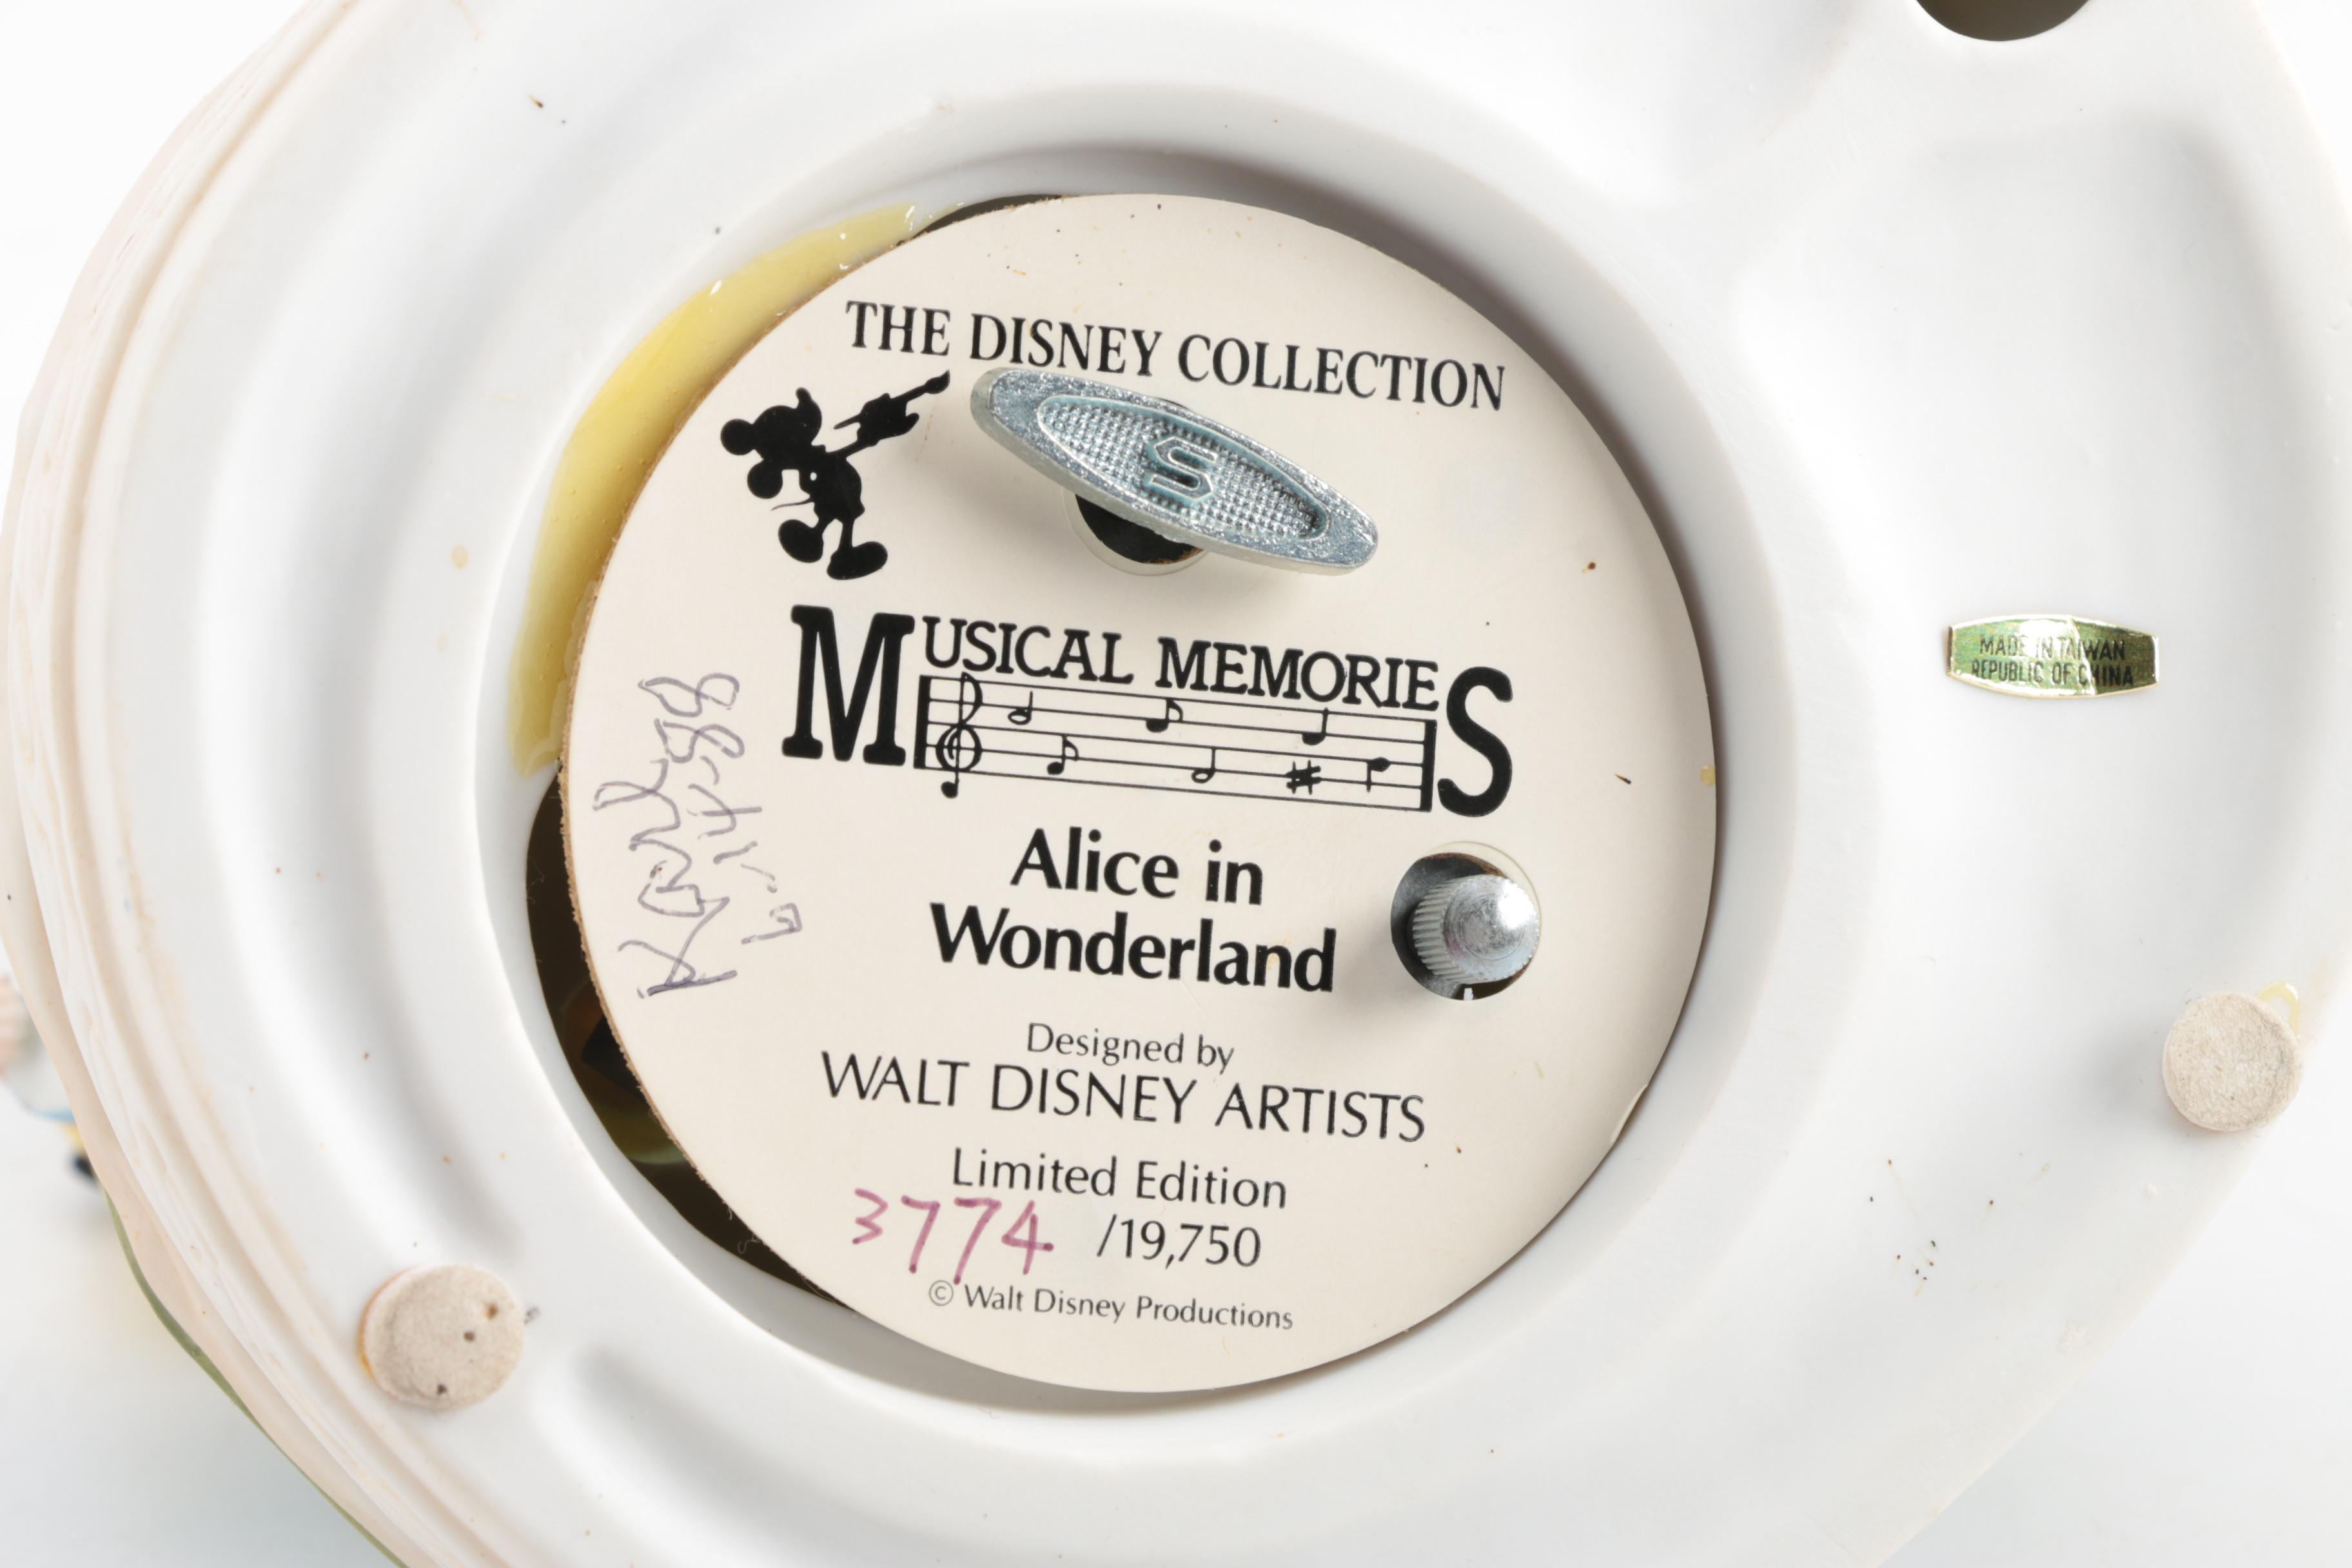 THE DISNEY COLLECTION
S
MUSICAL MEMORIES
Alice in
Wonderland
Designed by
WALT DISNEY ARTISTS
Limited Edition
3774 /19,750
© Walt Disney Productions
MADE IN TAIWAN
REPUBLIC OF CHINA